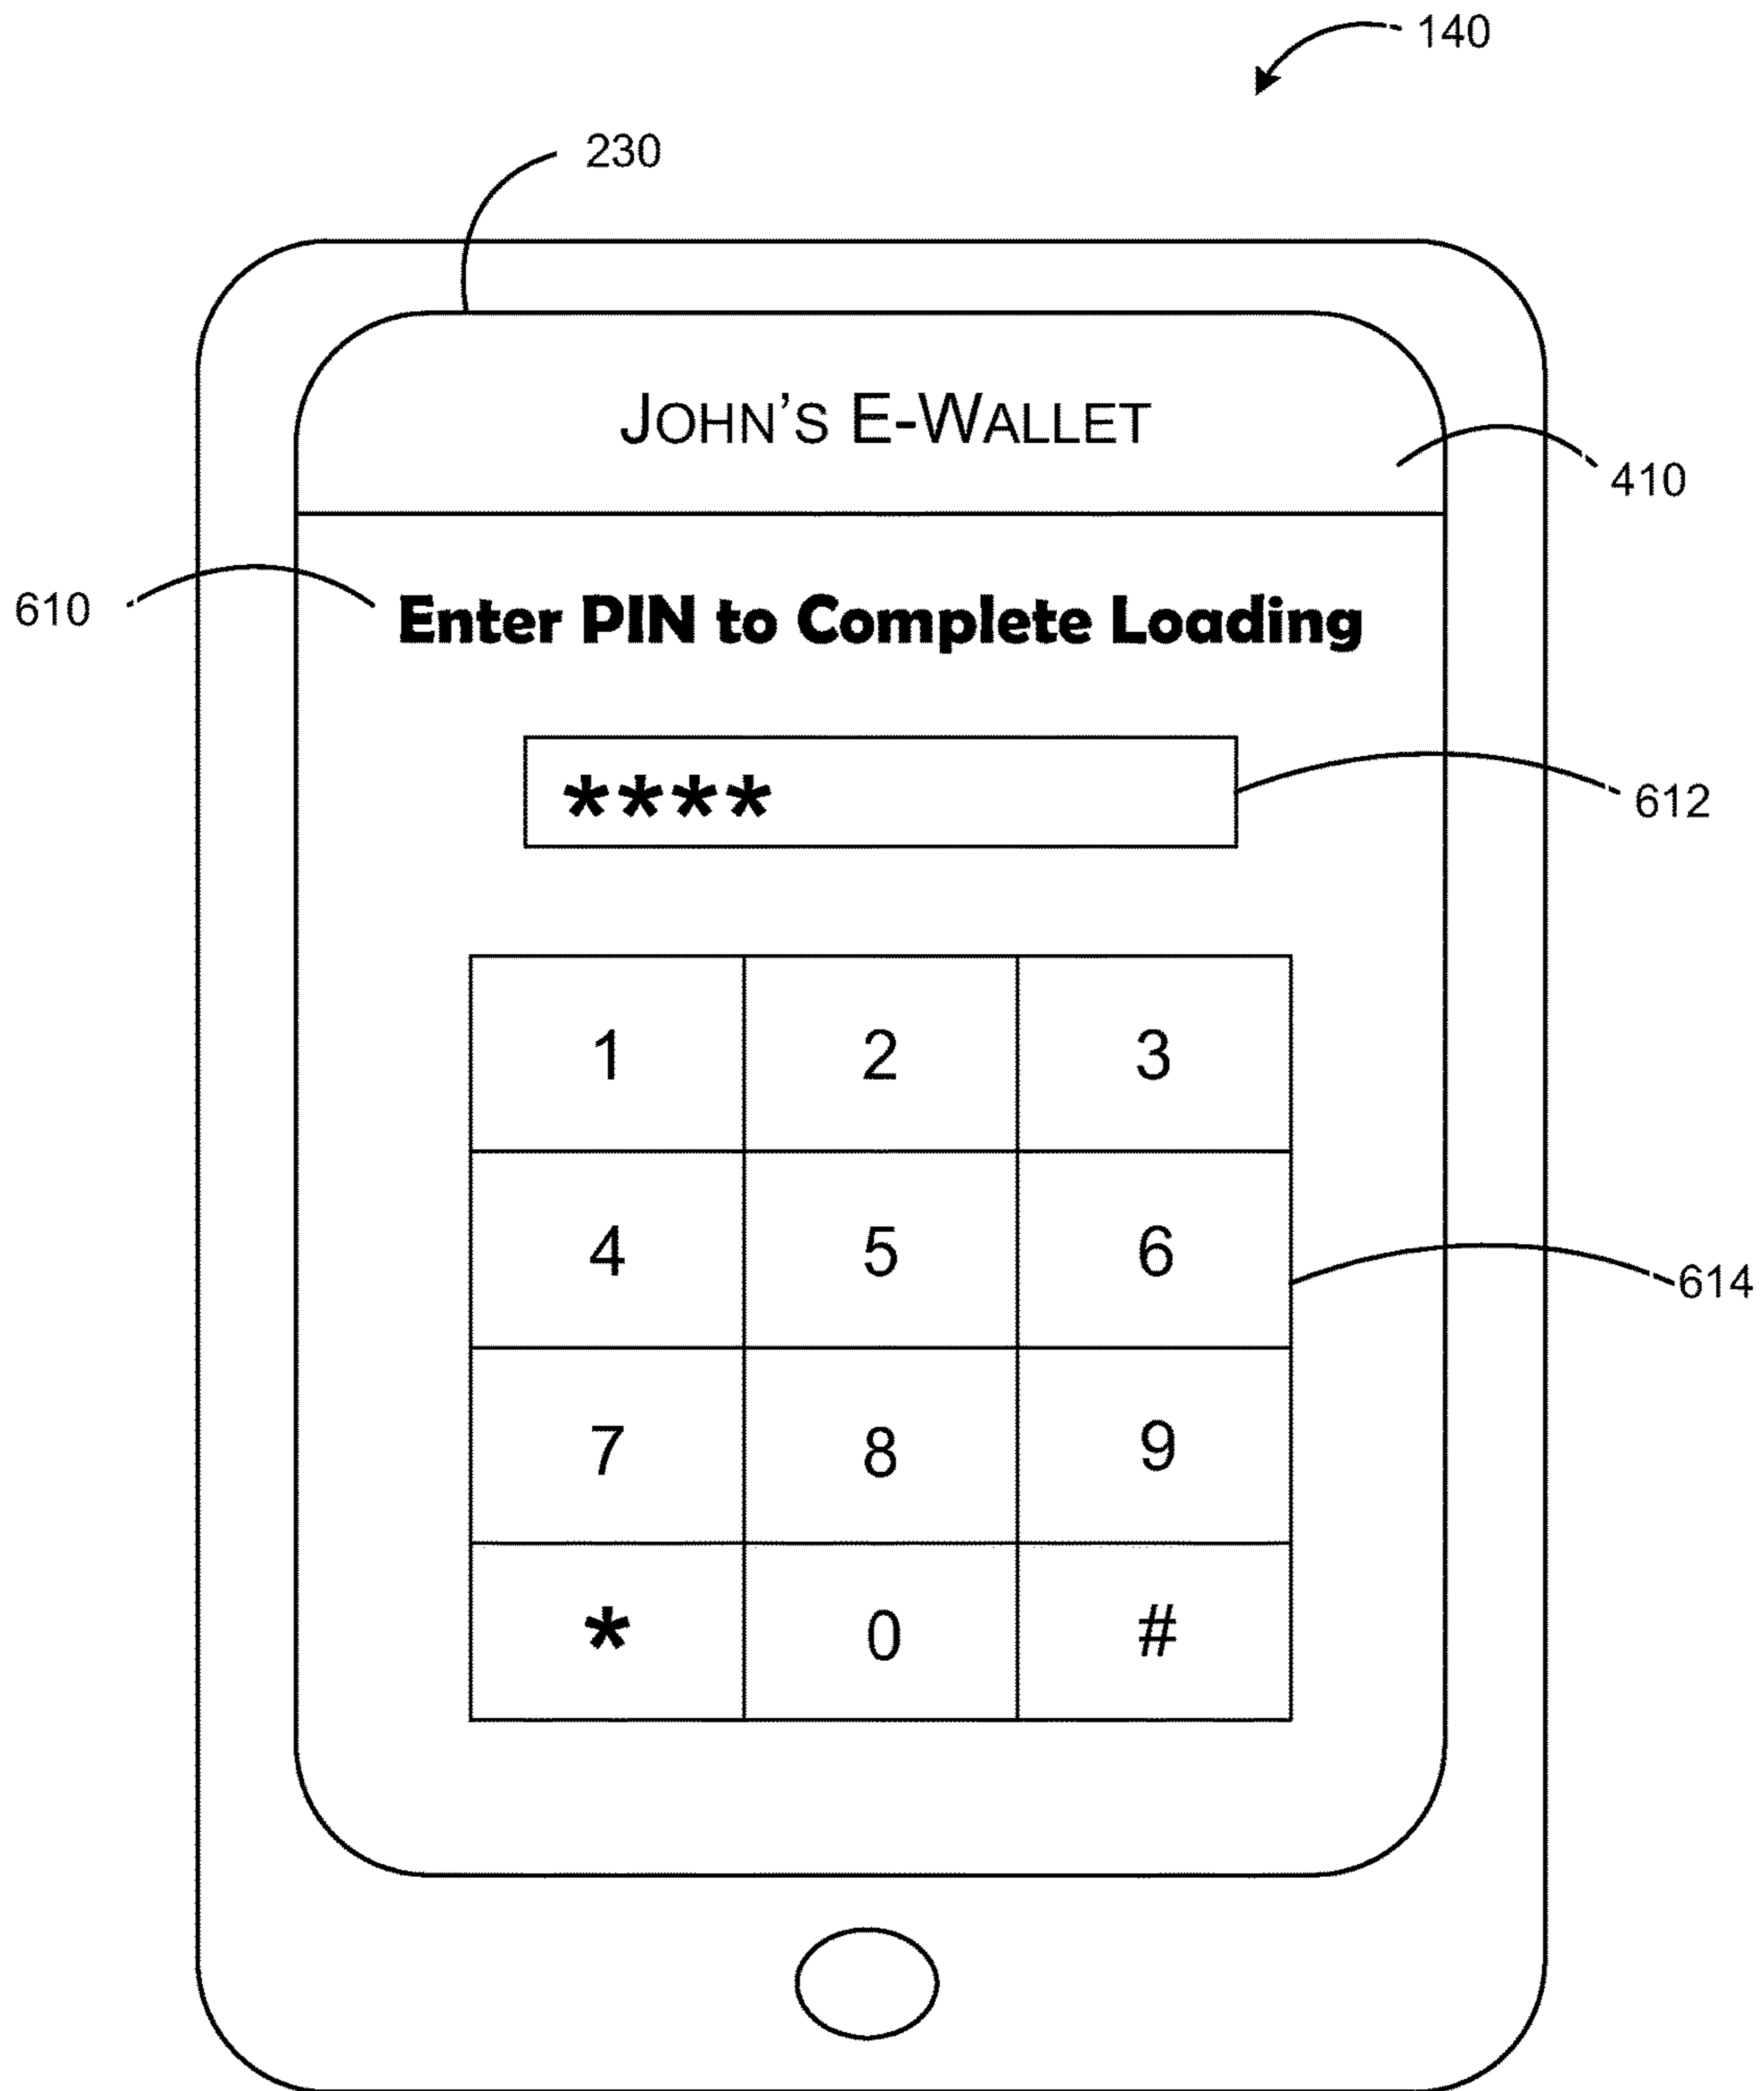 140
230
JOHN'S E-WALLET
410
610
Enter PIN to Complete Loading
****
612
1 2 3
4 5 6
614
7 8 9
* 0 #